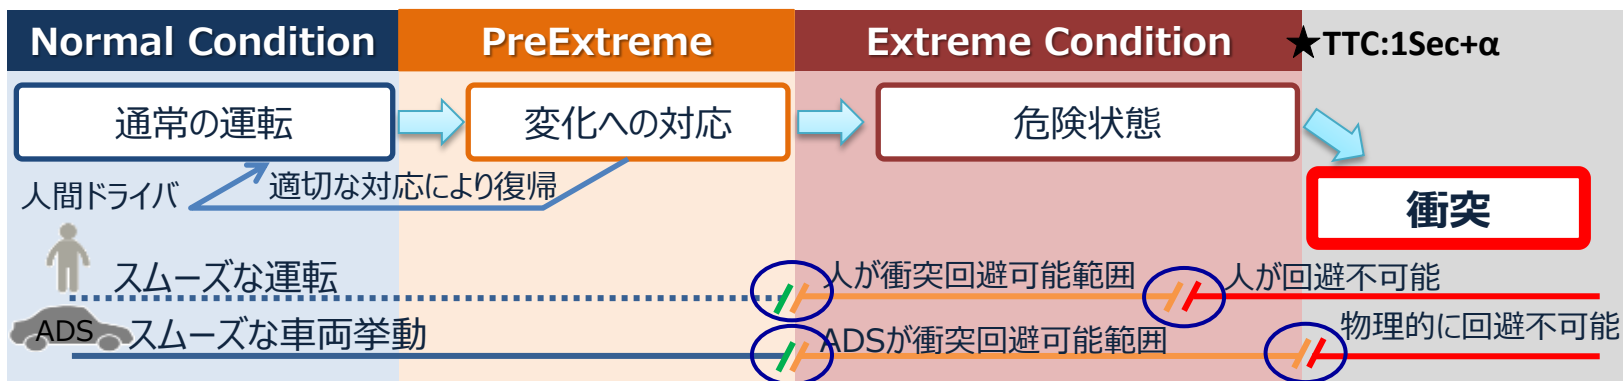 Normal Condition
PreExtreme
Extreme Condition
★TTC:1Sec+α
通常の運転
変化への対応
危険状態
衝突
人間ドライバ
適切な対応により復帰
スムーズな運転
人が衝突回避可能範囲
人が回避不可能
ADS
スムーズな車両挙動
ADSが衝突回避可能範囲
物理的に回避不可能